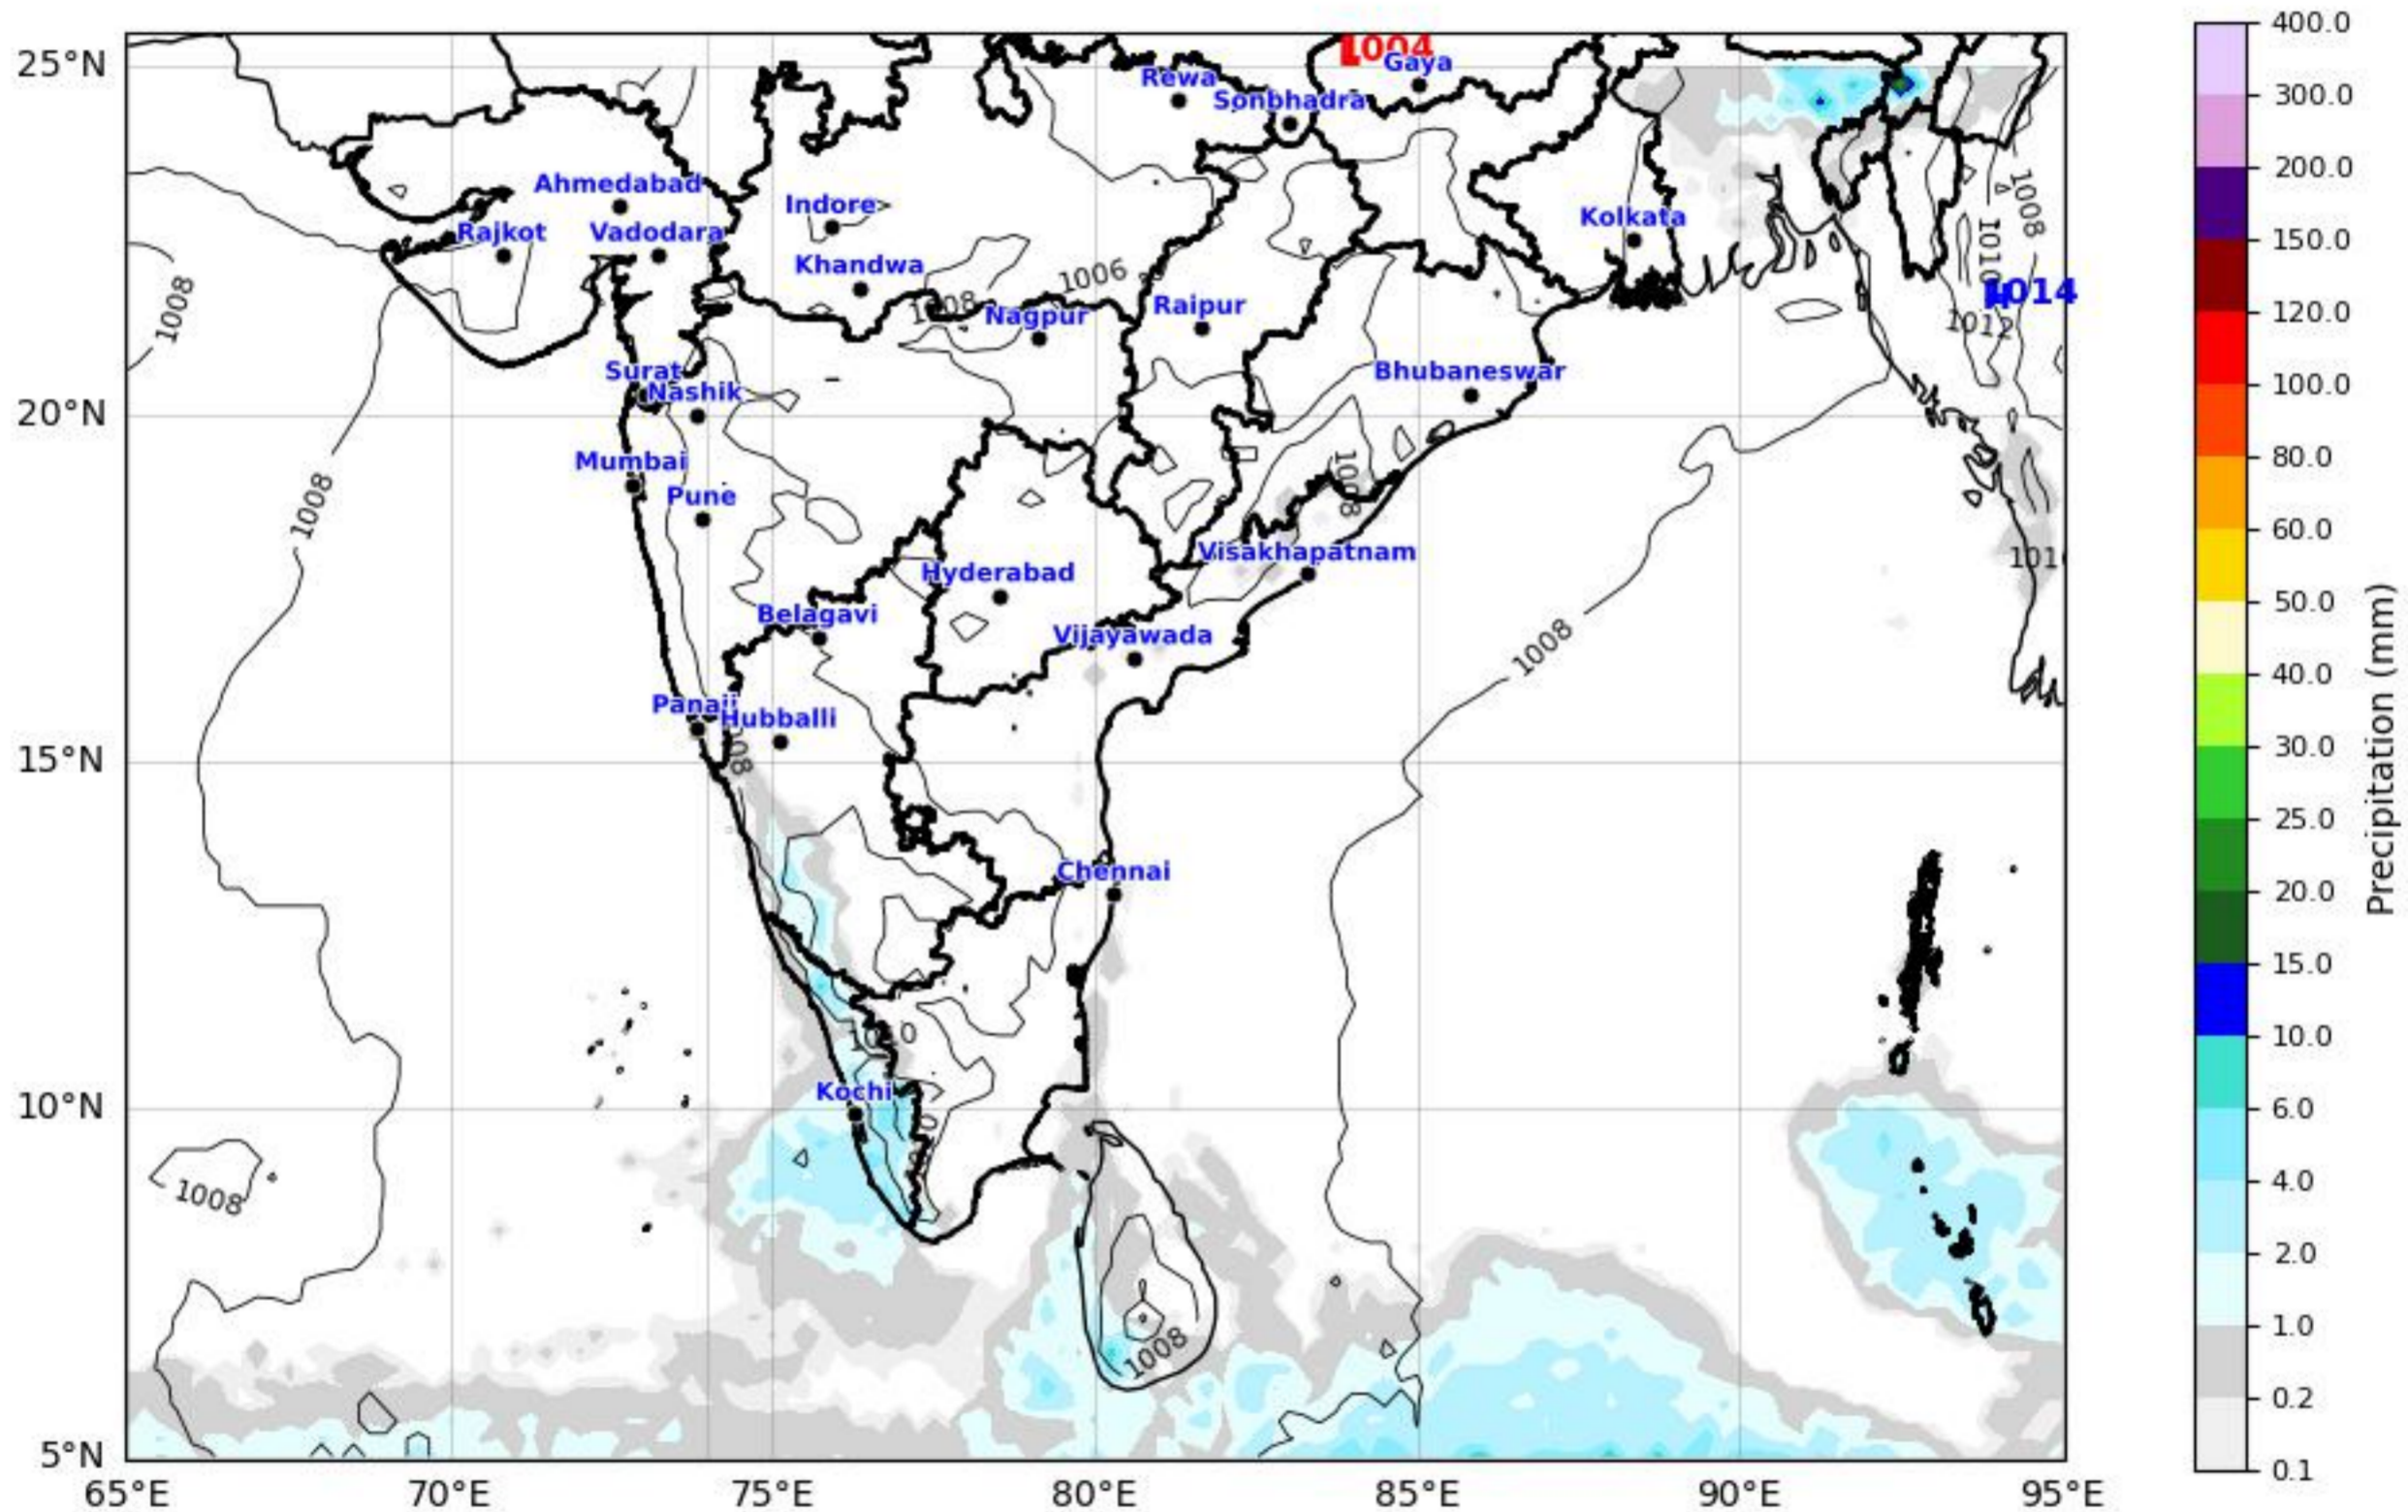 400.0
25°N
1004
Gaya
Rewa
300.0
Sonbhadra
Ahmedabad
200.0
Indore
1008
Kolkata
Rajkot
Vadodara
1010
150.0
Khandwa
1006
1008
1008
1014
Raipur
Nagpur
120.0
1012
Surat
Bhubaneswar
100.0
Nashik
20°N
Mumbai
80.0
1008
Pune
1008
60.0
Visakhapatnam
1010
Hyderabad
50.0
Belagavi
Vijayawada
1008
40.0
Panaji
Hubballi
30.0
15°N
25.0
Precipitation (mm)
Chennai
20.0
15.0
1010
10.0
Kochi
10°N
6.0
4.0
1008
2.0
1.0
1008
0.2
5°N
0.1
65°E
70°E
75°E
80°E
85°E
90°E
95°E